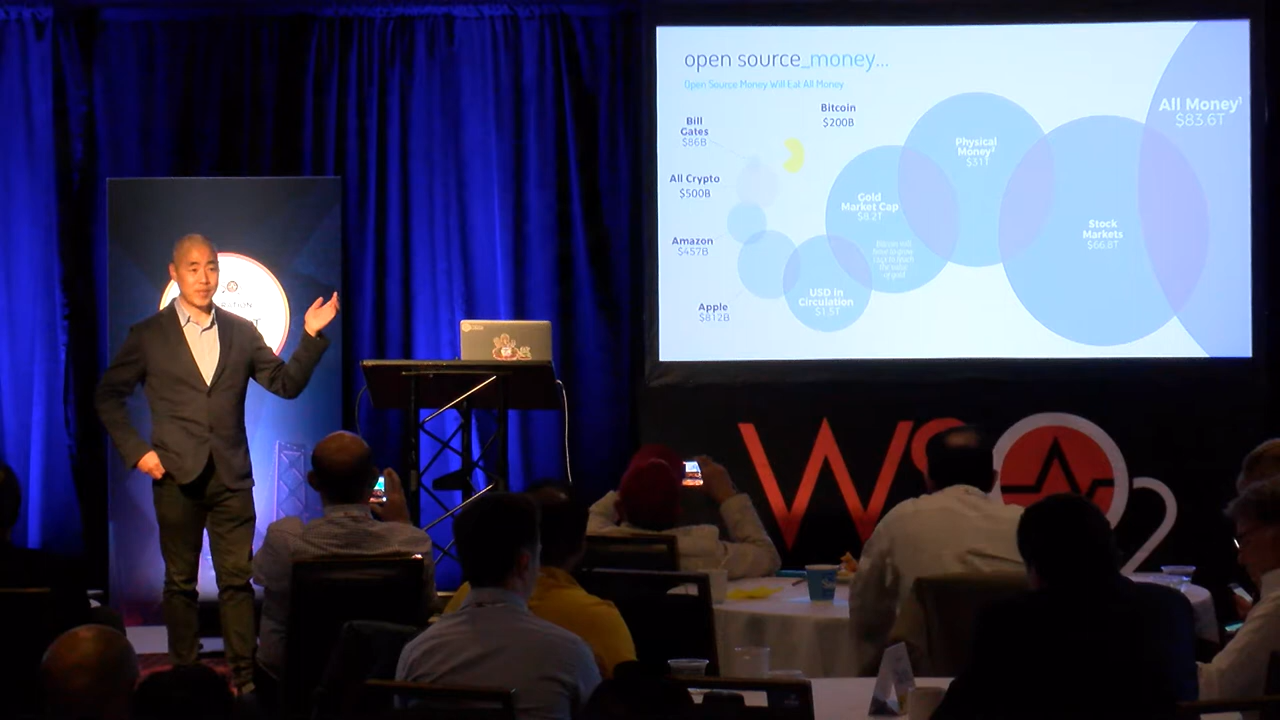 open source_money...
Open Source Money Will Eat All Money
Bitcoin
$200B
Bill
Gates
$86B
All Crypto
$500B
Amazon
$457B
Apple
$812B
USD in
Circulation
$1.5T
Gold
Market Cap
$8.2T
Physical
Money²
$31T
Stock
Markets
$66.8T
All Money¹
$83.6T
WSO2